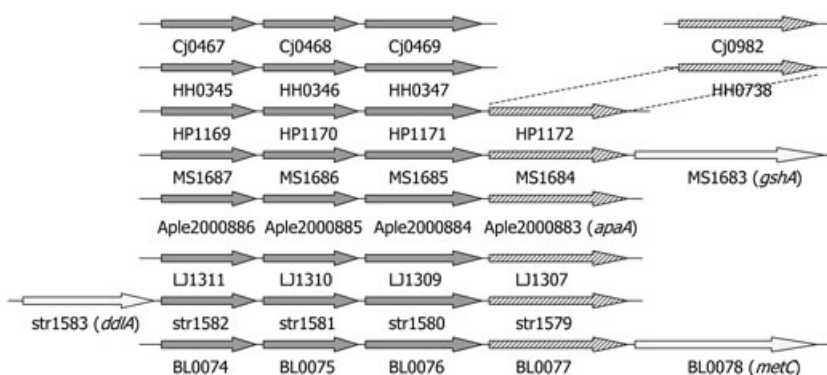 Cj0467 Cj0468 Cj0469 Cj0982
HH0345 HH0346 HH0347 HH0738
HP1169 HP1170 HP1171 HP1172
MS1687 MS1686 MS1685 MS1684 MS1683 (gshA)
Aple2000886 Aple2000885 Aple2000884 Aple2000883 (apaA)
LJ1311 LJ1310 LJ1309 LJ1307
str1583 (ddlA) str1582 str1581 str1580 str1579
BL0074 BL0075 BL0076 BL0077 BL0078 (metC)